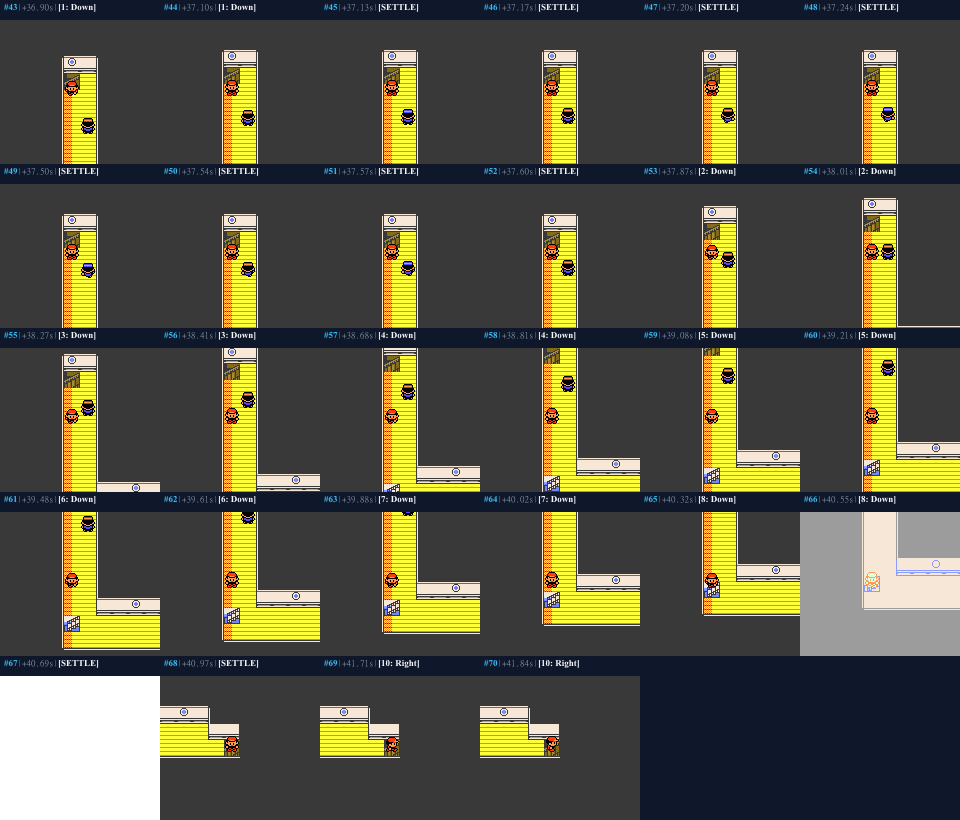 #43|+36.90s|[1: Down]
#44|+37.10s|[1: Down]
#45|+37.13s|[SETTLE]
#46|+37.17s|[SETTLE]
#47|+37.20s|[SETTLE]
#48|+37.24s|[SETTLE]
#49|+37.50s|[SETTLE]
#50|+37.54s|[SETTLE]
#51|+37.57s|[SETTLE]
#52|+37.60s|[SETTLE]
#53|+37.87s|[2: Down]
#54|+38.01s|[2: Down]
#55|+38.27s|[3: Down]
#56|+38.41s|[3: Down]
#57|+38.68s|[4: Down]
#58|+38.81s|[4: Down]
#59|+39.08s|[5: Down]
#60|+39.21s|[5: Down]
#61|+39.48s|[6: Down]
#62|+39.61s|[6: Down]
#63|+39.88s|[7: Down]
#64|+40.02s|[7: Down]
#65|+40.32s|[8: Down]
#66|+40.55s|[8: Down]
#67|+40.69s|[SETTLE]
#68|+40.97s|[SETTLE]
#69|+41.71s|[10: Right]
#70|+41.84s|[10: Right]